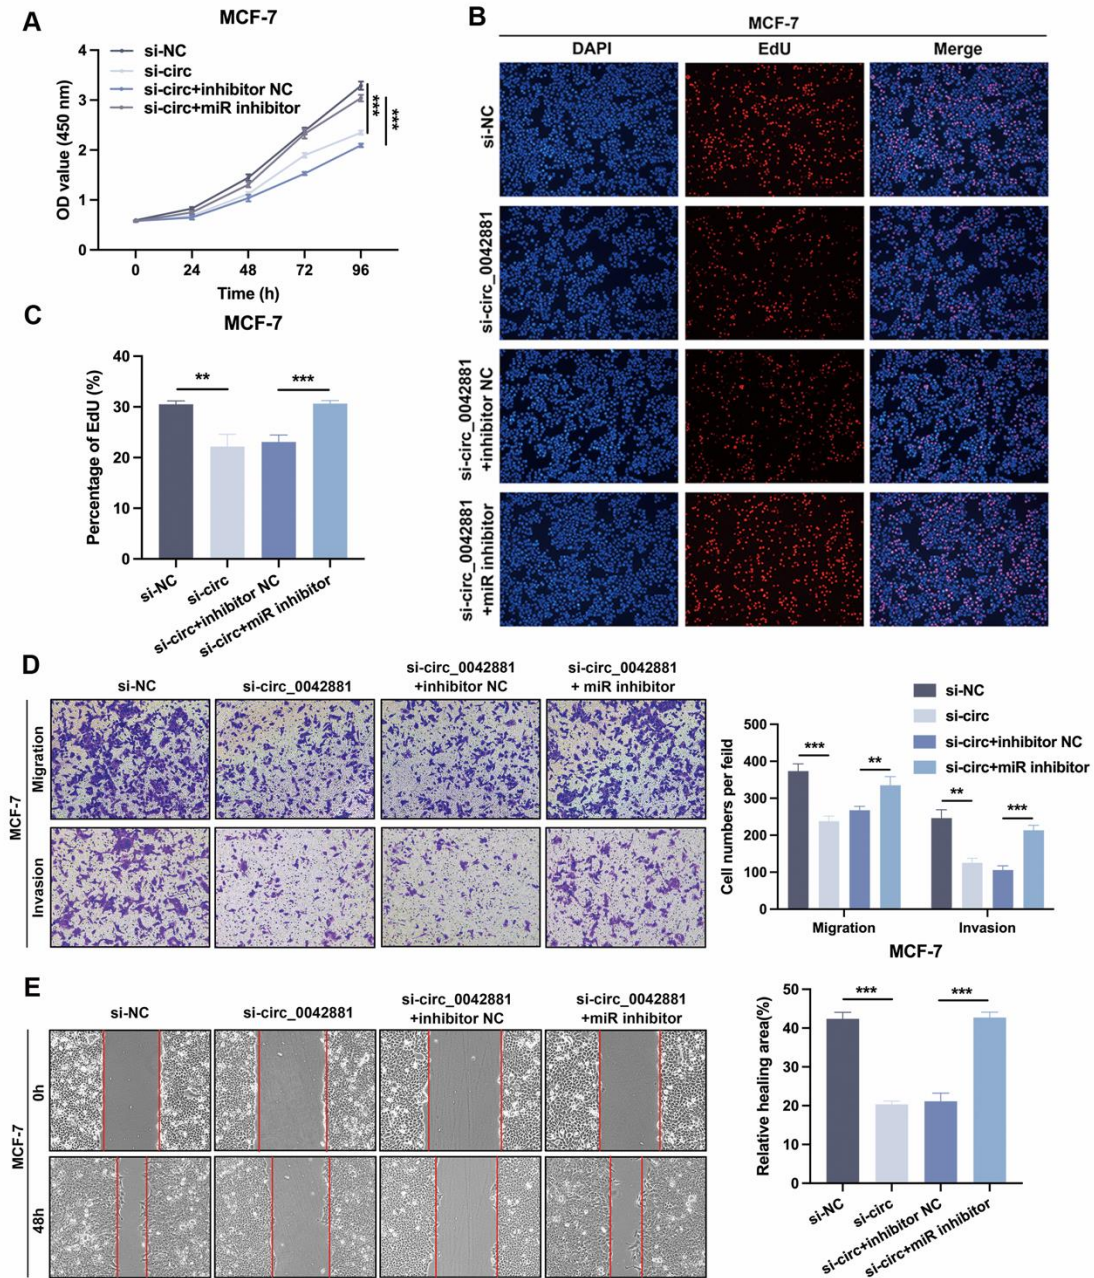 A
MCF-7
OD value (450 nm)
4
3
2
1
0
si-NC
si-circ
si-circ+inhibitor NC
si-circ+miR inhibitor
***
***
0 24 48 72 96
Time (h)
B
MCF-7
DAPI EdU Merge
si-NC
si-circ_0042881
si-circ_0042881
+inhibitor NC
si-circ_0042881
+miR inhibitor
C
MCF-7
Percentage of EdU (%)
40
30
20
10
0
** ***
si-NC
si-circ
si-circ+inhibitor NC
si-circ+miR inhibitor
D
si-NC
si-circ_0042881
si-circ_0042881
+inhibitor NC
si-circ_0042881
+ miR inhibitor
MCF-7
Migration
Invasion
si-NC
si-circ
si-circ+inhibitor NC
si-circ+miR inhibitor
Cell numbers per feild
500
400
300
200
100
0
*** ** ** ***
Migration Invasion
MCF-7
E
si-NC
si-circ_0042881
si-circ_0042881
+inhibitor NC
si-circ_0042881
+miR inhibitor
MCF-7
0h
48h
Relative healing area(%)
50
40
30
20
10
0
*** ***
si-NC
si-circ
si-circ+inhibitor NC
si-circ+miR inhibitor